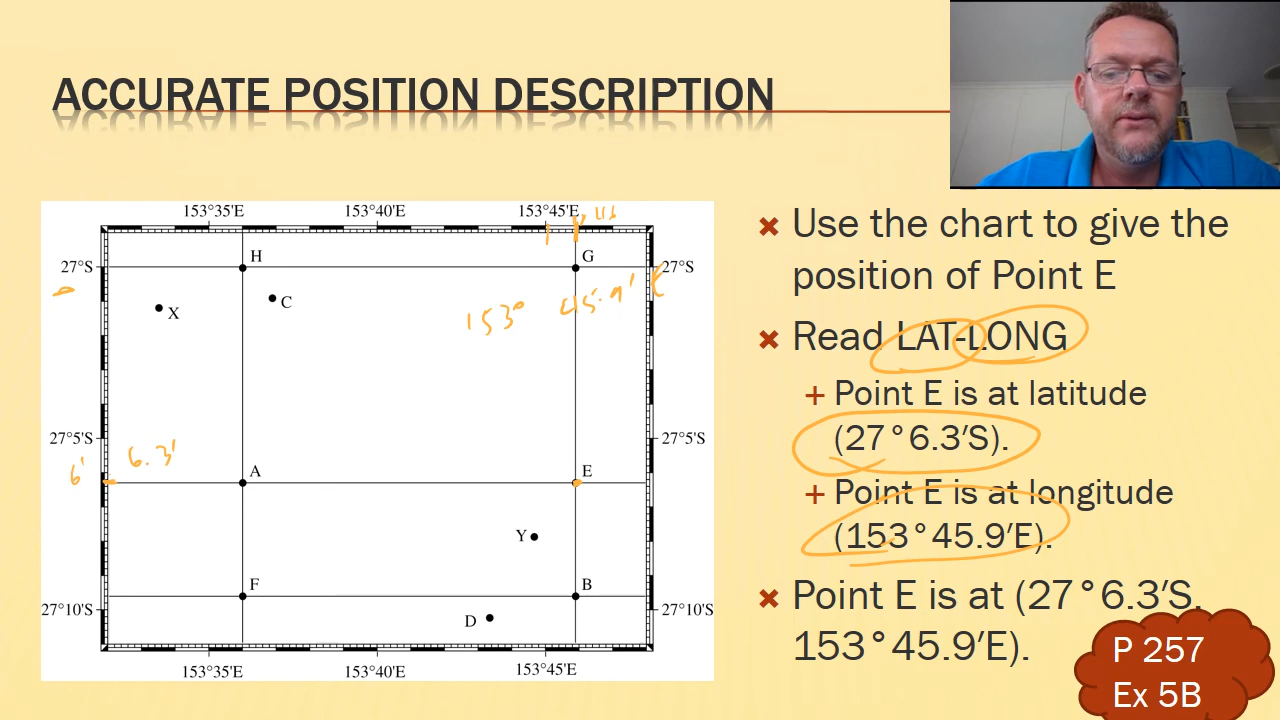 ACCURATE POSITION DESCRIPTION
153°35'E 153°40'E 153°45'E
H G
27°S 27°S
C
X
153° 45.9' E
27°5'S 27°5'S
6' 6.3'
A E
Y
F B
27°10'S 27°10'S
D
153°35'E 153°40'E 153°45'E
Use the chart to give the
position of Point E
Read LAT-LONG
Point E is at latitude
(27°6.3′S).
Point E is at longitude
(153°45.9′E).
Point E is at (27°6.3′S,
153°45.9′E).
P 257
Ex 5B